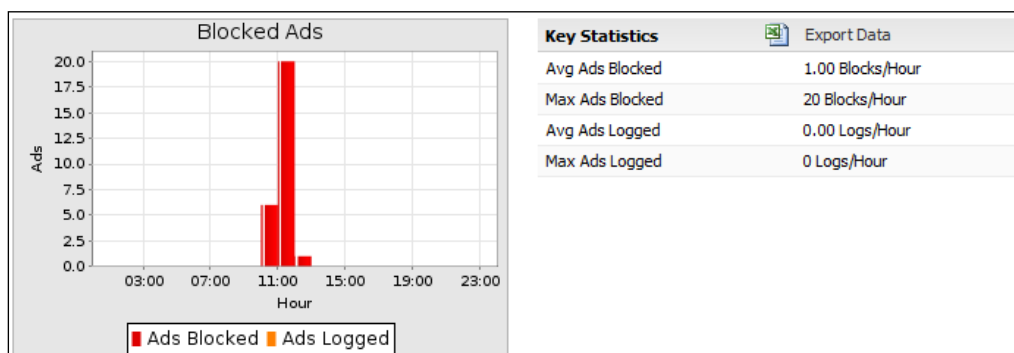 Blocked Ads
20.0
17.5
15.0
12.5
10.0
7.5
5.0
2.5
0.0
Ads
03:00 07:00 11:00 15:00 19:00 23:00
Hour
Ads Blocked Ads Logged
Key Statistics Export Data
Avg Ads Blocked 1.00 Blocks/Hour
Max Ads Blocked 20 Blocks/Hour
Avg Ads Logged 0.00 Logs/Hour
Max Ads Logged 0 Logs/Hour